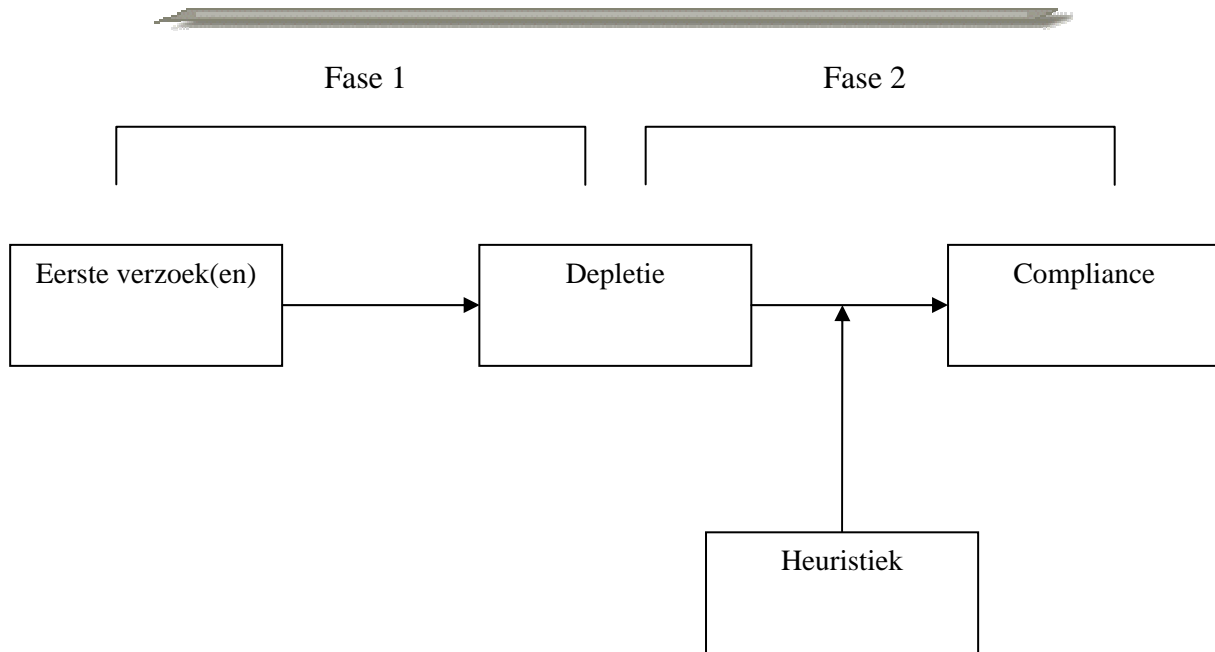 Fase 1
Fase 2
Eerste verzoek(en)
Depletie
Compliance
Heuristiek